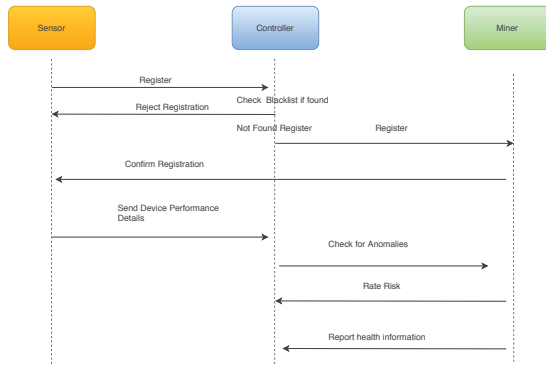 Sensor
Controller
Miner
Register
Check Blacklist if found
Reject Registration
Not Found Register
Register
Confirm Registration
Send Device Performance
Details
Check for Anomalies
Rate Risk
Report health information